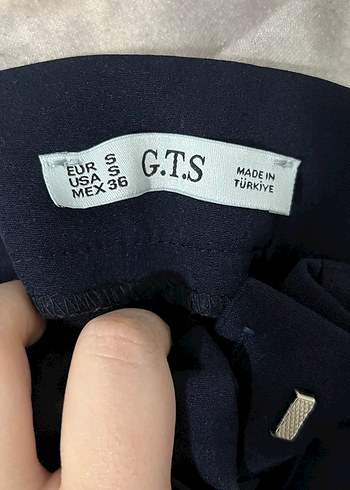 EUR S
USA S
MEX 36
G.T.S
MADE IN
TÜRKİYE